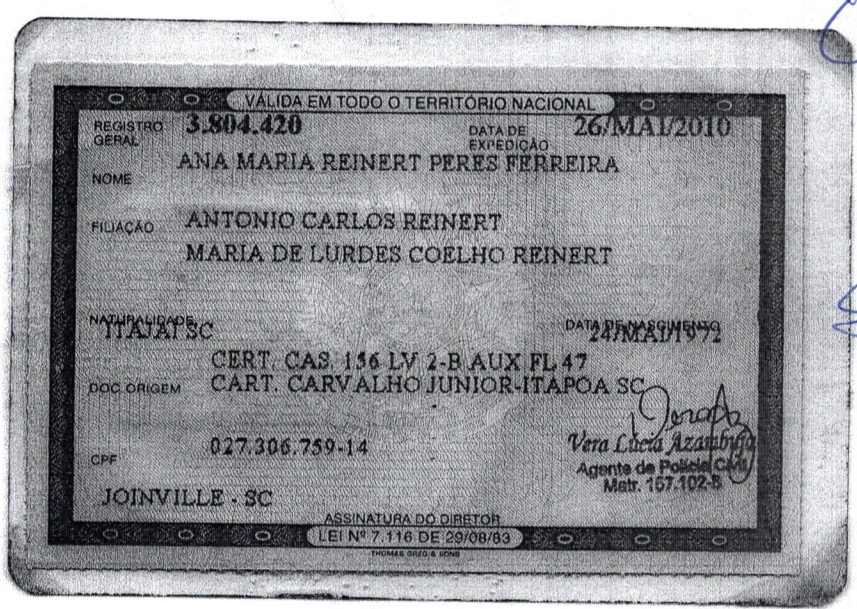 VÁLIDA EM TODO O TERRITÓRIO NACIONAL
REGISTRO GERAL 3.804.420 DATA DE EXPEDIÇÃO 26/MAI/2010
NOME ANA MARIA REINERT PERES FERREIRA
FILIAÇÃO ANTONIO CARLOS REINERT
MARIA DE LURDES COELHO REINERT
NATURALIDADE DATA DE NASCIMENTO
ITAJAI SC 24/MAI/1972
CERT. CAS. 156 LV 2-B AUX FL 47
DOC ORIGEM CART. CARVALHO JUNIOR-ITAPOA SC
CPF 027.306.759-14
Vera Lucia Azambuja
Agente de Polícia Civil
Matr. 157.102-8
JOINVILLE - SC
ASSINATURA DO DIRETOR
LEI Nº 7.116 DE 29/08/83
THOMAS GREG & SONS